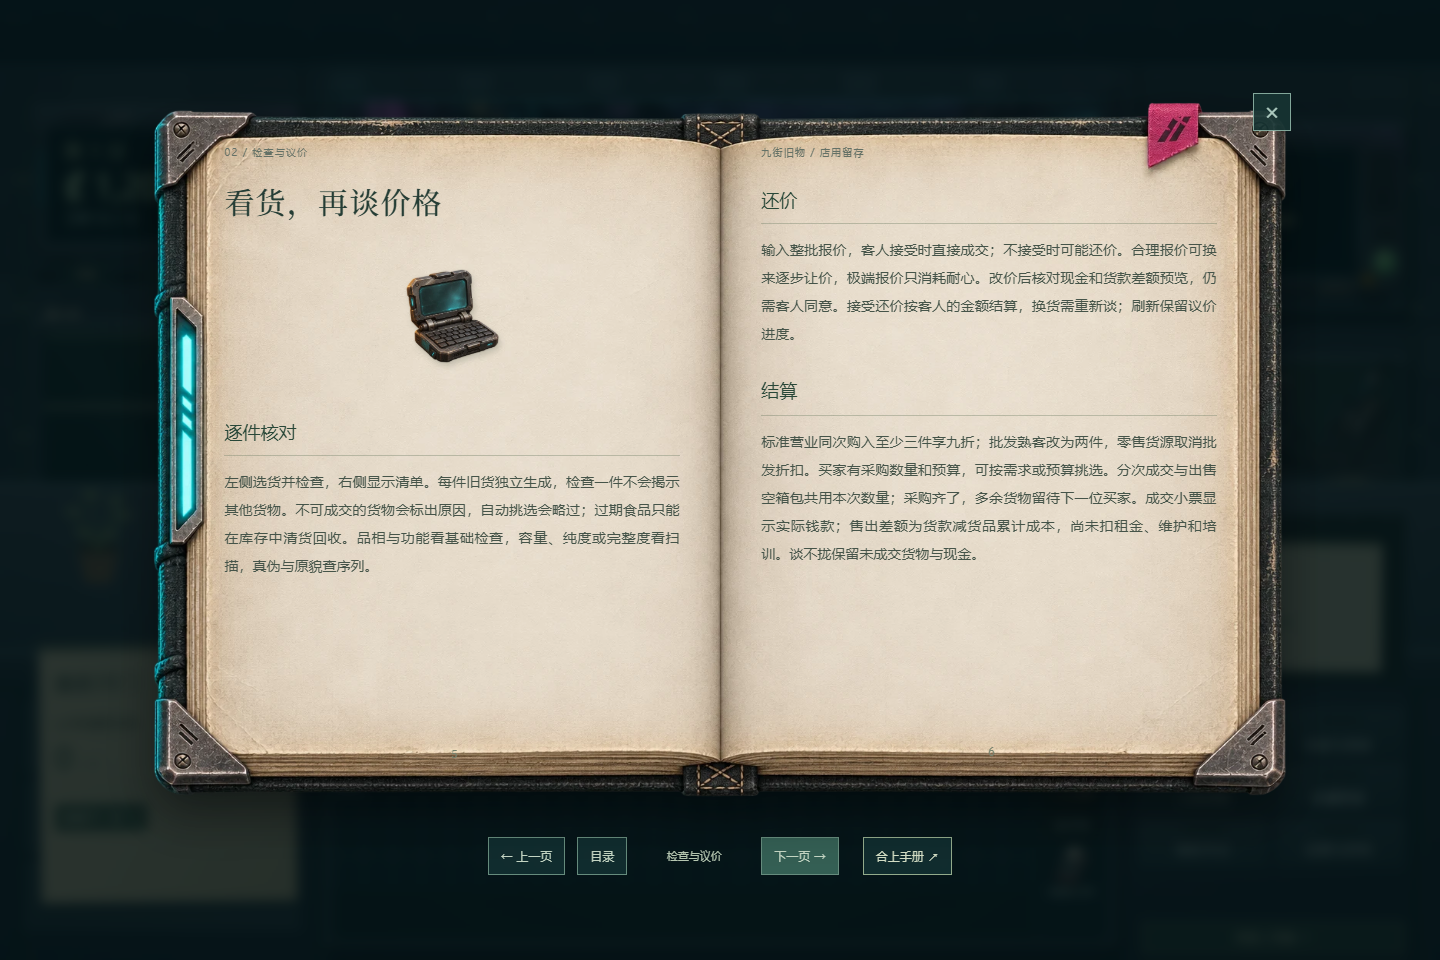 02 / 检查与议价
看货，再谈价格
逐件核对
左侧选货并检查，右侧显示清单。每件旧货独立生成，检查一件不会揭示
其他货物。不可成交的货物会标出原因，自动挑选会略过；过期食品只能
在库存中清货回收。品相与功能看基础检查，容量、纯度或完整度看扫
描，真伪与原貌查序列。
九街旧物 / 店用留存
还价
输入整批报价，客人接受时直接成交；不接受时可能还价。合理报价可换
来逐步让价，极端报价只消耗耐心。改价后核对现金和货款差额预览，仍
需客人同意。接受还价按客人的金额结算，换货需重新谈；刷新保留议价
进度。
结算
标准营业同次购入至少三件享九折；批发熟客改为两件，零售货源取消批
发折扣。买家有采购数量和预算，可按需求或预算挑选。分次成交与出售
空箱包共用本次数量；采购齐了，多余货物留待下一位买家。成交小票显
示实际钱款；售出差额为货款减货品累计成本，尚未扣租金、维护和培
训。谈不拢保留未成交货物与现金。
6
×
← 上一页
目录
检查与议价
下一页 →
合上手册 ↗